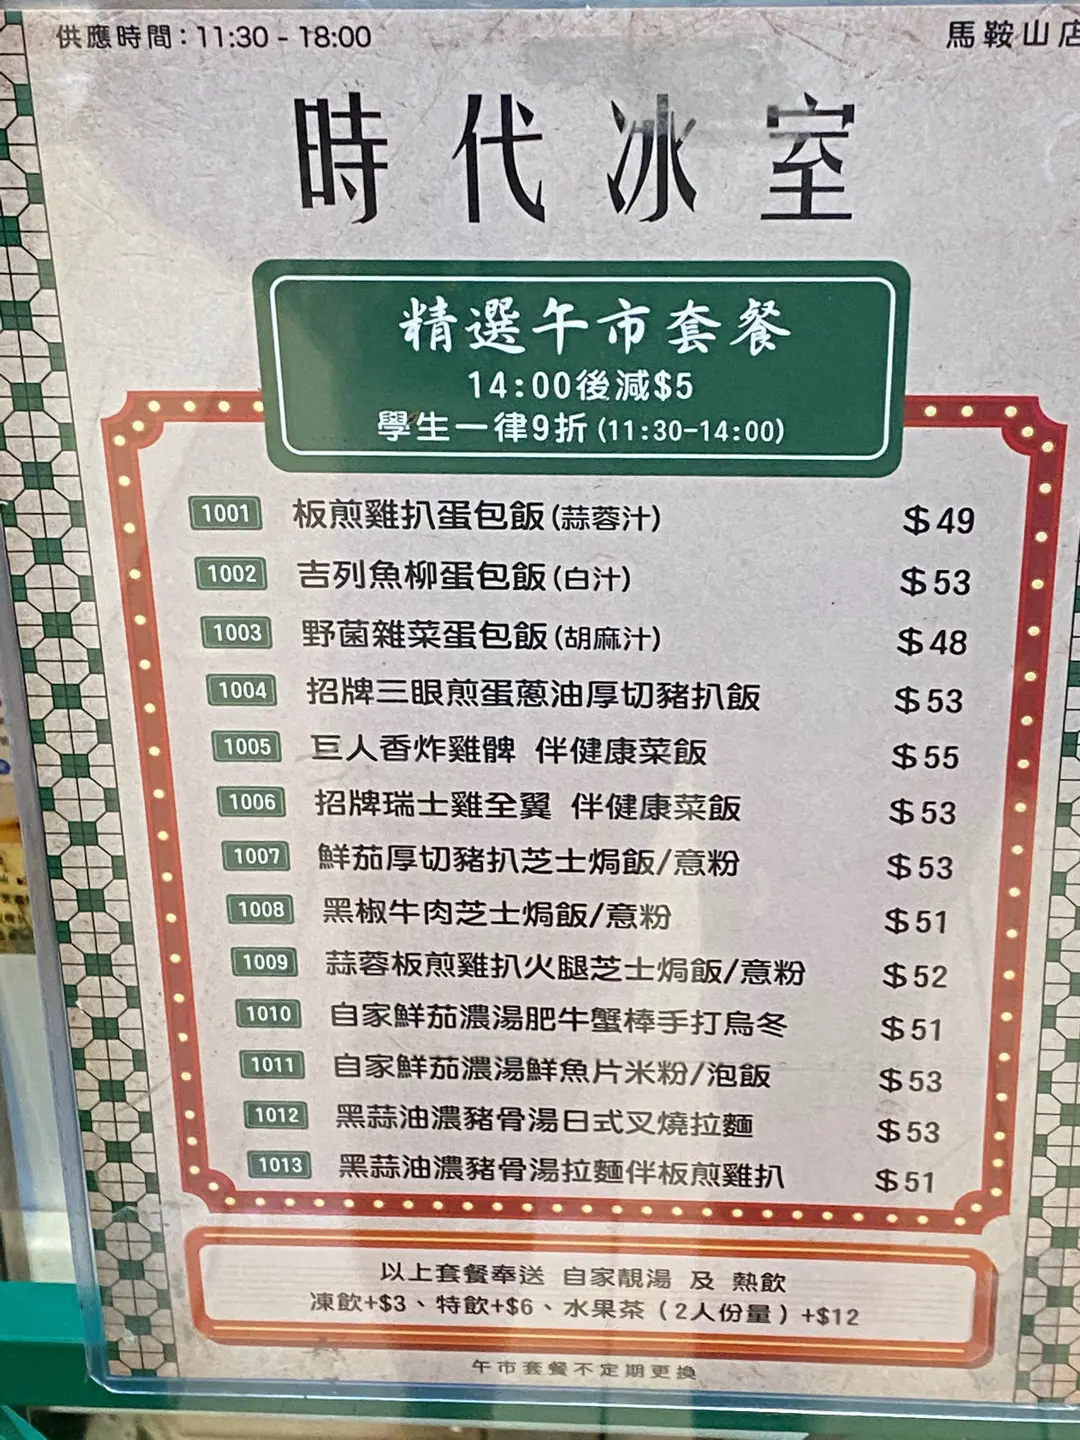 供應時間：11:30 - 18:00
馬鞍山店
時代冰室
精選午市套餐
14:00後減$5
學生一律9折(11:30-14:00)
1001 板煎雞扒蛋包飯(蒜蓉汁) $49
1002 吉列魚柳蛋包飯(白汁) $53
1003 野菌雜菜蛋包飯(胡麻汁) $48
1004 招牌三眼煎蛋蔥油厚切豬扒飯 $53
1005 巨人香炸雞髀 伴健康菜飯 $55
1006 招牌瑞士雞全翼 伴健康菜飯 $53
1007 鮮茄厚切豬扒芝士焗飯/意粉 $53
1008 黑椒牛肉芝士焗飯/意粉 $51
1009 蒜蓉板煎雞扒火腿芝士焗飯/意粉 $52
1010 自家鮮茄濃湯肥牛蟹棒手打烏冬 $51
1011 自家鮮茄濃湯鮮魚片米粉/泡飯 $53
1012 黑蒜油濃豬骨湯日式叉燒拉麵 $53
1013 黑蒜油濃豬骨湯拉麵伴板煎雞扒 $51
以上套餐奉送 自家靚湯 及 熱飲
凍飲+$3、特飲+$6、水果茶（2人份量）+$12
午市套餐不定期更換